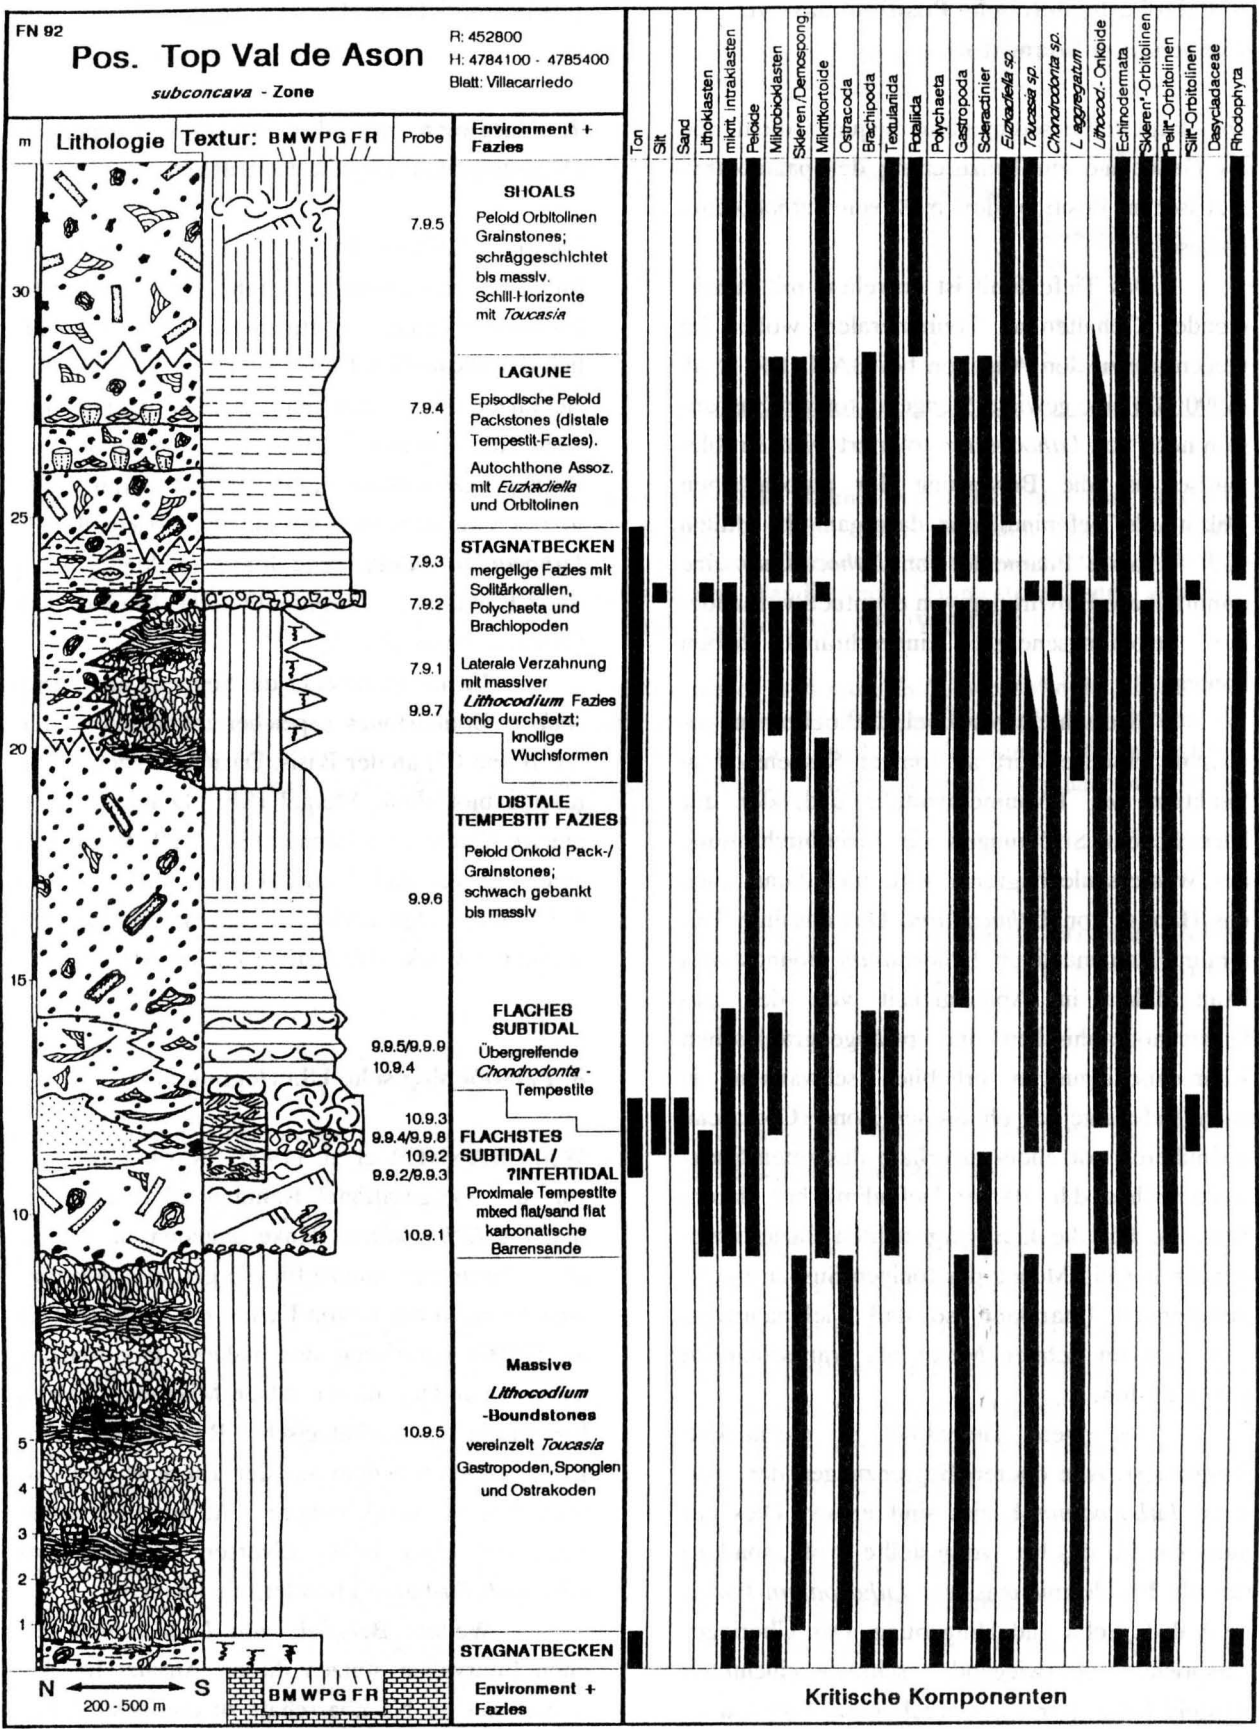 FN 92
Pos. Top Val de Ason
subconcava - Zone
R: 452800
H: 4784100 - 4785400
Blatt: Villacarriedo
m
Lithologie
Textur: BMWPGFR
Probe
Environment +
Fazies
Ton
Silt
Sand
Lithoklasten
mikrit. intraklasten
Peloide
Mikrobioklasten
Skleren/Demospong.
Mikritkortoide
Ostracoda
Brachipoda
Textulariida
Rotaliida
Polychaeta
Gastropoda
Scleractinier
Euzkadiella sp.
Toucasia sp.
Chondrodonta sp.
L aggregatum
Lithocod.- Onkoide
Echinodermata
"Skleren"-Orbitolinen
"Pelit"-Orbitolinen
"Silt"-Orbitolinen
Dasycladaceae
Rhodophyta
30
25
20
15
10
5
4
3
2
1
?
7.9.5
7.9.4
7.9.3
7.9.2
7.9.1
9.9.7
9.9.6
9.9.5/9.9.9
10.9.4
10.9.3
9.9.4/9.9.8
10.9.2
9.9.2/9.9.3
10.9.1
10.9.5
SHOALS
Peloid Orbitolinen
Grainstones;
schräggeschichtet
bis massiv.
Schill-Horizonte
mit Toucasia
LAGUNE
Episodische Peloid
Packstones (distale
Tempestit-Fazies).
Autochthone Assoz.
mit Euzkadiella
und Orbitolinen
STAGNATBECKEN
mergelige Fazies mit
Solitärkorallen,
Polychaeta und
Brachiopoden
Laterale Verzahnung
mit massiver
Lithocodium Fazies
tonig durchsetzt;
knollige
Wuchsformen
DISTALE
TEMPESTIT FAZIES
Peloid Onkoid Pack-/
Grainstones;
schwach gebankt
bis massiv
FLACHES
SUBTIDAL
Übergreifende
Chondrodonta -
Tempestite
FLACHSTES
SUBTIDAL /
?INTERTIDAL
Proximale Tempestite
mixed flat/sand flat
karbonatische
Barrensande
Massive
Lithocodium
-Boundstones
vereinzelt Toucasia
Gastropoden, Spongien
und Ostrakoden
STAGNATBECKEN
N S
200 - 500 m
BMWPGFR
Environment +
Fazies
Kritische Komponenten